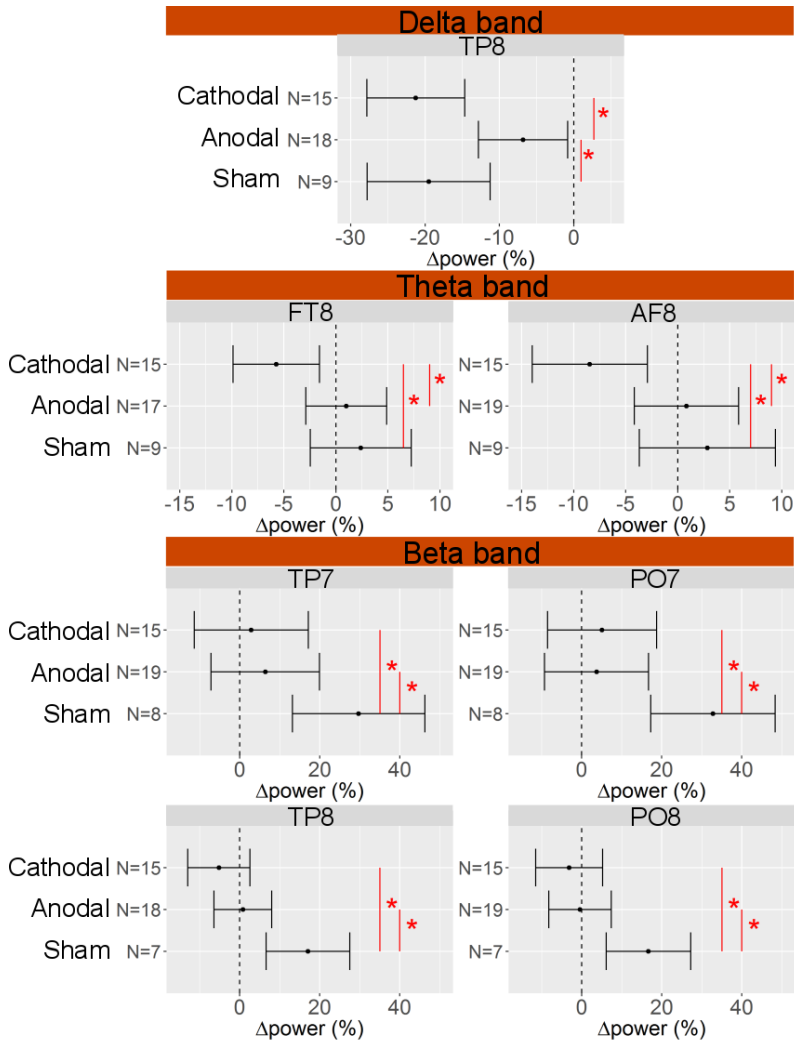 Delta band
TP8
Cathodal N=15
Anodal N=18
Sham N=9
*
*
-30 -20 -10 0
Δpower (%)
Theta band
FT8 AF8
Cathodal N=15 N=15
Anodal N=17 N=19
Sham N=9 N=9
* *
* *
-15 -10 -5 0 5 10 -15 -10 -5 0 5 10
Δpower (%) Δpower (%)
Beta band
TP7 PO7
Cathodal N=15 N=15
Anodal N=19 N=19
Sham N=8 N=8
* *
* *
0 20 40 0 20 40
Δpower (%) Δpower (%)
TP8 PO8
Cathodal N=15 N=15
Anodal N=18 N=19
Sham N=7 N=7
* *
* *
0 20 40 0 20 40
Δpower (%) Δpower (%)